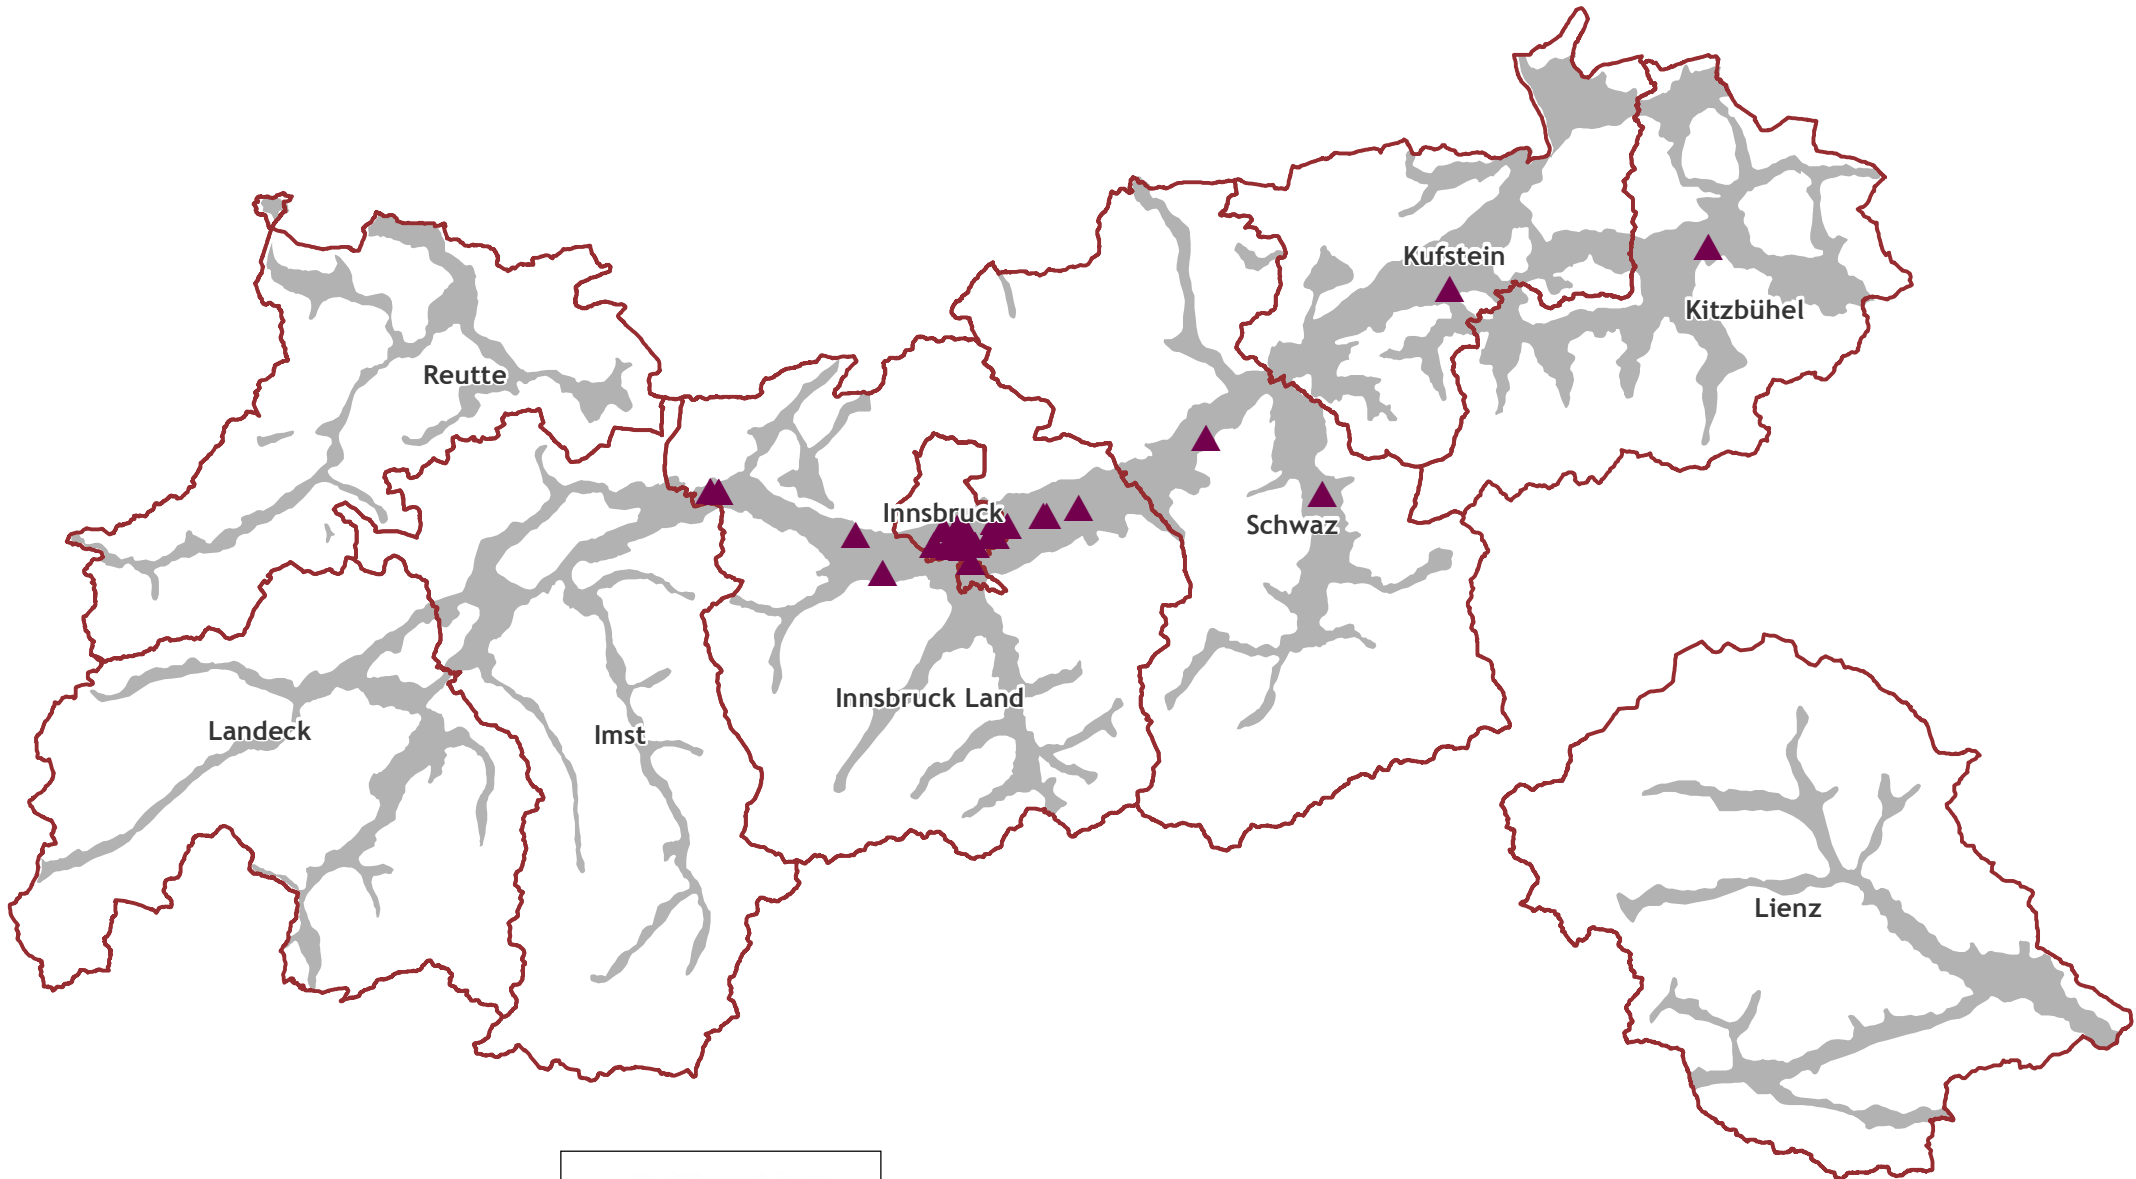 Kufstein
Kitzbühel
Reutte
Innsbruck
Schwaz
Innsbruck Land
Landeck
Imst
Lienz